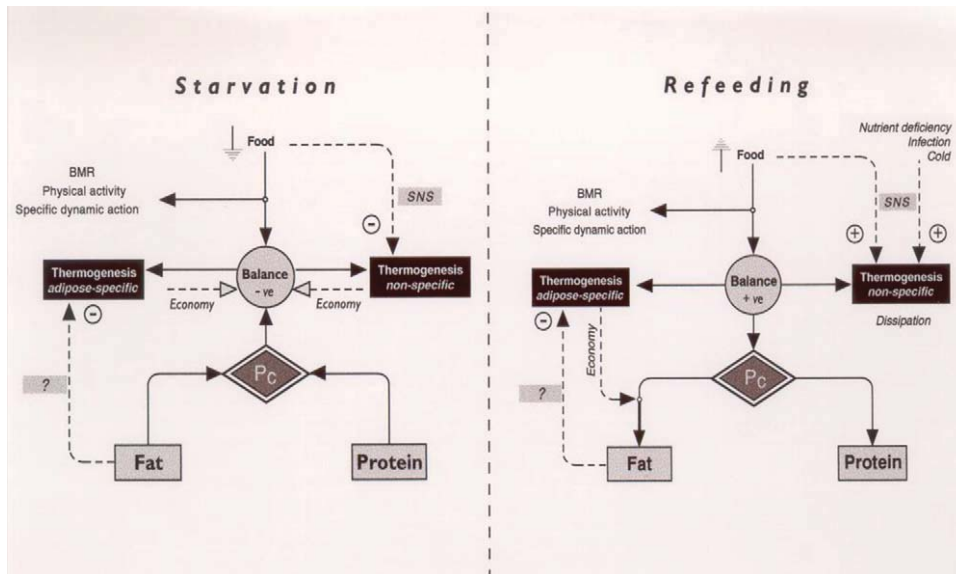 Starvation
Food
BMR
Physical activity
Specific dynamic action
SNS
−
Thermogenesis
adipose-specific
Balance
- ve
Thermogenesis
non-specific
Economy
Economy
−
Pc
?
Fat
Protein
Refeeding
Nutrient deficiency
Infection
Cold
Food
BMR
Physical activity
Specific dynamic action
SNS
+
+
Thermogenesis
adipose-specific
Balance
+ ve
Thermogenesis
non-specific
−
Economy
Dissipation
Pc
?
Fat
Protein